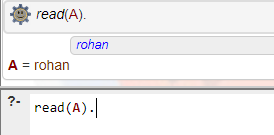 read(A).
rohan
A = rohan
?- read(A).